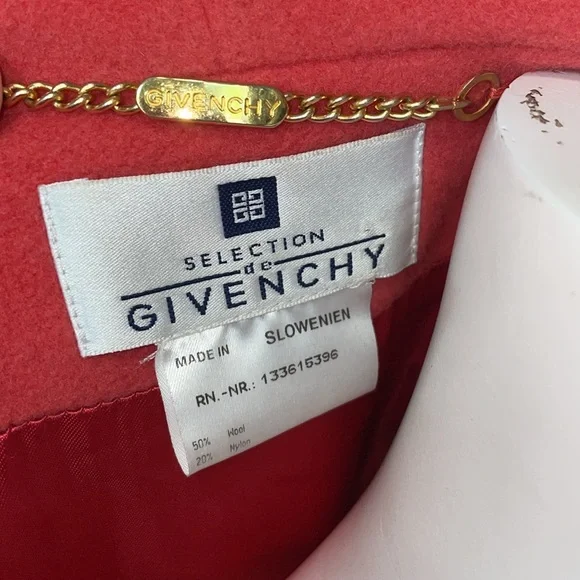 GIVENCHY
SELECTION
de
GIVENCHY
MADE IN SLOWENIEN
RN.-NR.: 133615396
50% Wool
20% Nylon